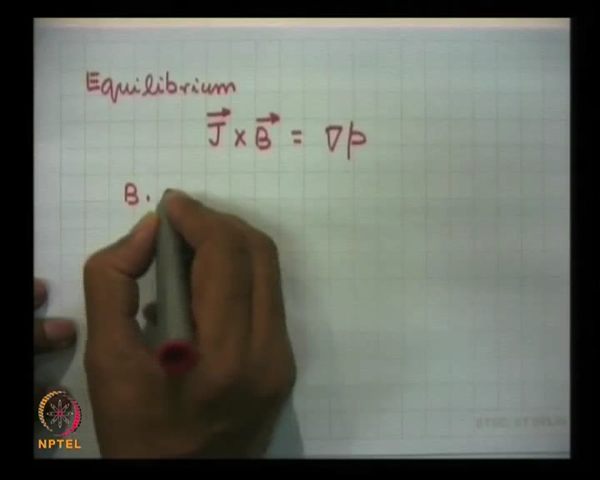 Equilibrium
J⃗ × B⃗ = ∇p
B.
NPTEL